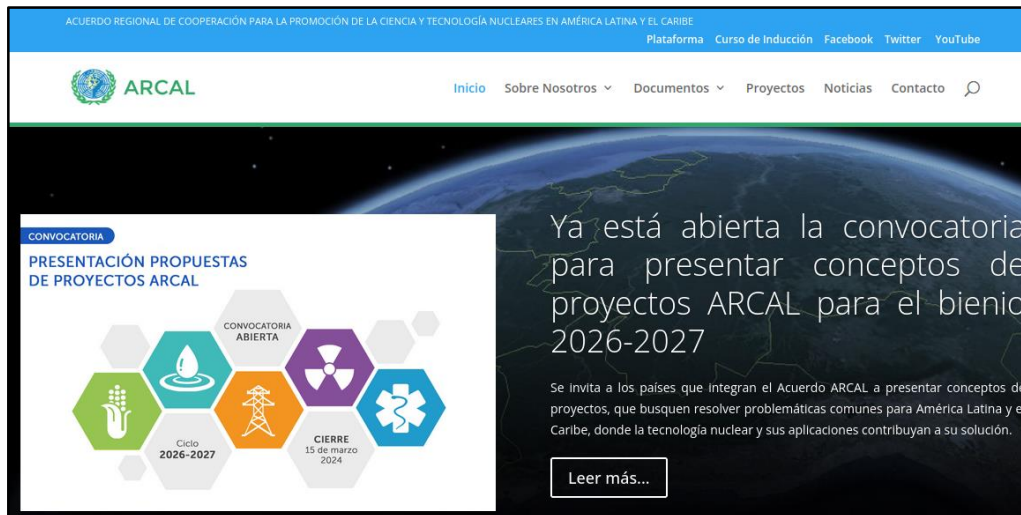 ACUERDO REGIONAL DE COOPERACIÓN PARA LA PROMOCIÓN DE LA CIENCIA Y TECNOLOGÍA NUCLEARES EN AMÉRICA LATINA Y EL CARIBE
Plataforma Curso de Inducción Facebook Twitter YouTube
ARCAL
Inicio Sobre Nosotros Documentos Proyectos Noticias Contacto
CONVOCATORIA
PRESENTACIÓN PROPUESTAS
DE PROYECTOS ARCAL
CONVOCATORIA
ABIERTA
Ciclo
2026-2027
CIERRE
15 de marzo
2024
Ya está abierta la convocatoria
para presentar conceptos de
proyectos ARCAL para el bienio
2026-2027
Se invita a los países que integran el Acuerdo ARCAL a presentar conceptos de
proyectos, que busquen resolver problemáticas comunes para América Latina y el
Caribe, donde la tecnología nuclear y sus aplicaciones contribuyan a su solución.
Leer más...